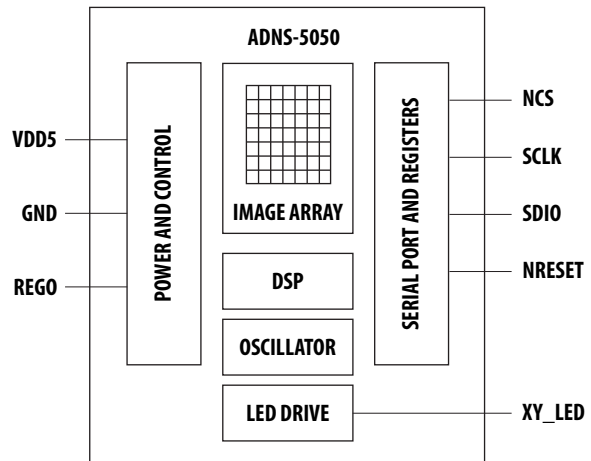 ADNS-5050
VDD5
GND
REGO
POWER AND CONTROL
IMAGE ARRAY
DSP
OSCILLATOR
LED DRIVE
SERIAL PORT AND REGISTERS
NCS
SCLK
SDIO
NRESET
XY_LED